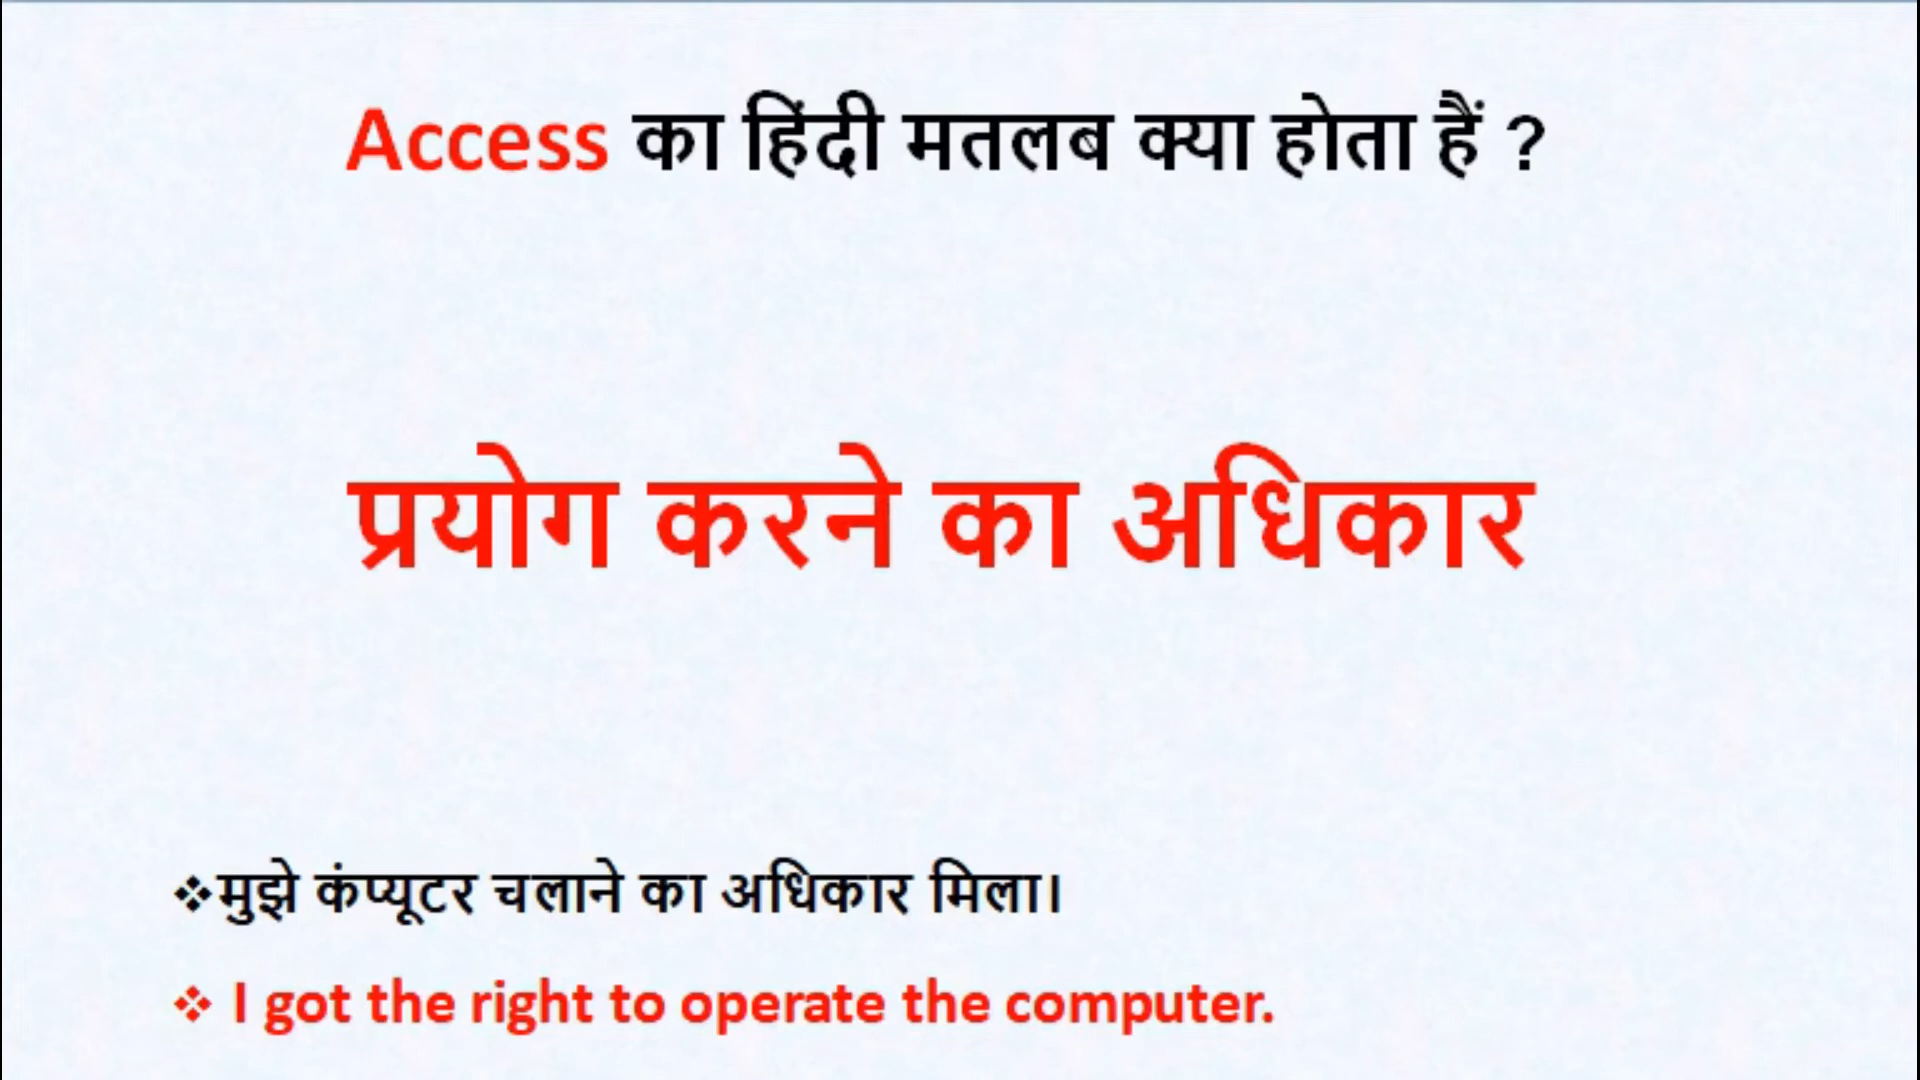 Access का हिंदी मतलब क्या होता हैं ?
प्रयोग करने का अधिकार
❖मुझे कंप्यूटर चलाने का अधिकार मिला।
❖ I got the right to operate the computer.